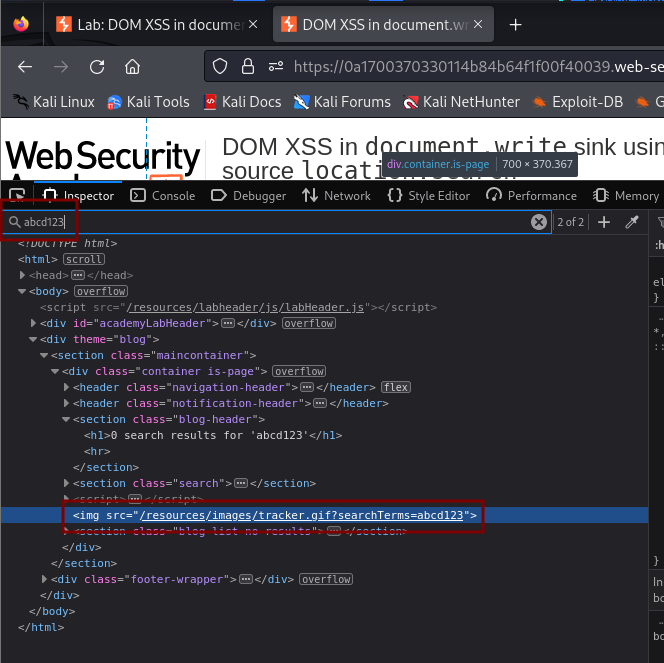 Lab: DOM XSS in documen
DOM XSS in document.wr
https://0a1700370330114b84b64f1f00f40039.web-se
Kali Linux Kali Tools Kali Docs Kali Forums Kali NetHunter Exploit-DB
WebSecurity
DOM XSS in document.write sink usin
source location.search
div.container.is-page 700 × 370.367
Inspector Console Debugger Network Style Editor Performance Memory
abcd123 2 of 2
<!DOCTYPE html>
<html> scroll
<head> ••• </head>
<body> overflow
<script src="/resources/labheader/js/labHeader.js"></script>
<div id="academyLabHeader"> ••• </div> overflow
<div theme="blog">
<section class="maincontainer">
<div class="container is-page"> overflow
<header class="navigation-header"> ••• </header> flex
<header class="notification-header"> ••• </header>
<section class="blog-header">
<h1>0 search results for 'abcd123'</h1>
<hr>
</section>
<section class="search"> ••• </section>
<script> ••• </script>
<img src="/resources/images/tracker.gif?searchTerms=abcd123">
<section class="blog-list no-results"> ••• </section>
</div>
</section>
<div class="footer-wrapper"> ••• </div> overflow
</div>
</body>
</html>
:h
el
}
*,
::
}
In
bo
bo